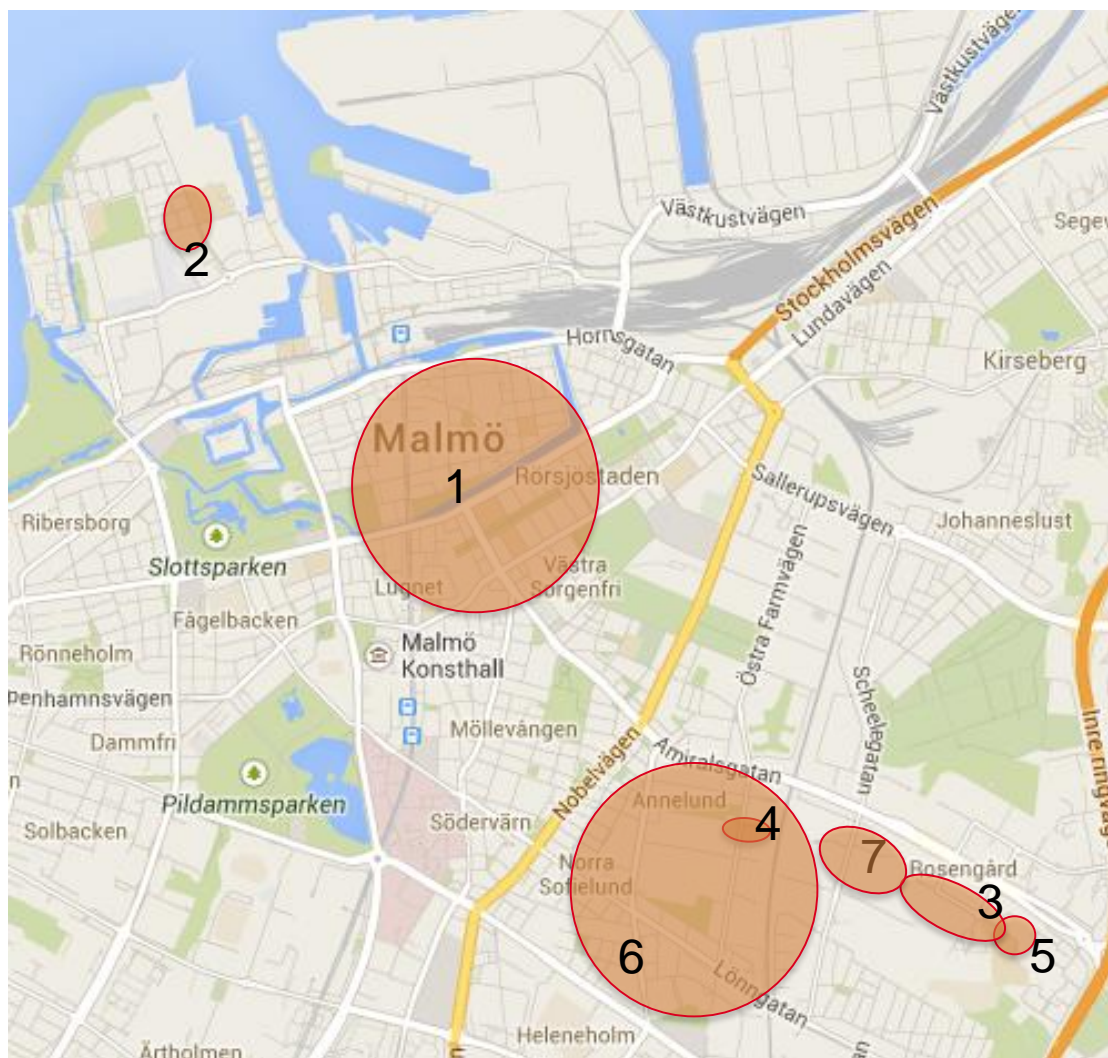 Västkustvägen
Västkustvägen
Stockholmsvägen
Lundavägen
Segev
2
Hornsgatan
Kirseberg
Malmö
1
Rörsjöstaden
Sallerupsvägen
Ribersborg
Johanneslust
Slottsparken
Västra
Sorgenfri
Lugnet
Östra Farmvägen
Fågelbacken
Rönneholm
Malmö
Konsthall
Scheelegatan
penhamnsvägen
Möllevången
Dammfri
Nobelvägen
Amiralsgatan
Inre ringväg
n
Pildammsparken
Annelund
Solbacken
Södervärn
4
7
Norra
Sofielund
Rosengård
3
5
6
Lönngatan
Heleneholm
Ärtholmen